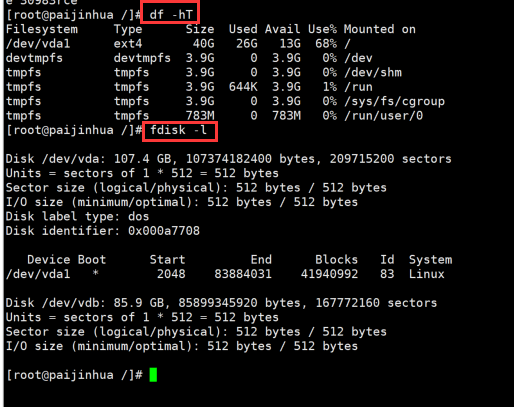 [root@paijinhua /]# df -hT
Filesystem     Type      Size  Used Avail Use% Mounted on
/dev/vda1      ext4       40G   26G   13G  68% /
devtmpfs       devtmpfs  3.9G     0  3.9G   0% /dev
tmpfs          tmpfs     3.9G     0  3.9G   0% /dev/shm
tmpfs          tmpfs     3.9G  644K  3.9G   1% /run
tmpfs          tmpfs     3.9G     0  3.9G   0% /sys/fs/cgroup
tmpfs          tmpfs     783M     0  783M   0% /run/user/0
[root@paijinhua /]# fdisk -l
Disk /dev/vda: 107.4 GB, 107374182400 bytes, 209715200 sectors
Units = sectors of 1 * 512 = 512 bytes
Sector size (logical/physical): 512 bytes / 512 bytes
I/O size (minimum/optimal): 512 bytes / 512 bytes
Disk label type: dos
Disk identifier: 0x000a7708
   Device Boot      Start         End      Blocks   Id  System
/dev/vda1   *        2048    83884031    41940992   83  Linux
Disk /dev/vdb: 85.9 GB, 85899345920 bytes, 167772160 sectors
Units = sectors of 1 * 512 = 512 bytes
Sector size (logical/physical): 512 bytes / 512 bytes
I/O size (minimum/optimal): 512 bytes / 512 bytes
[root@paijinhua /]#